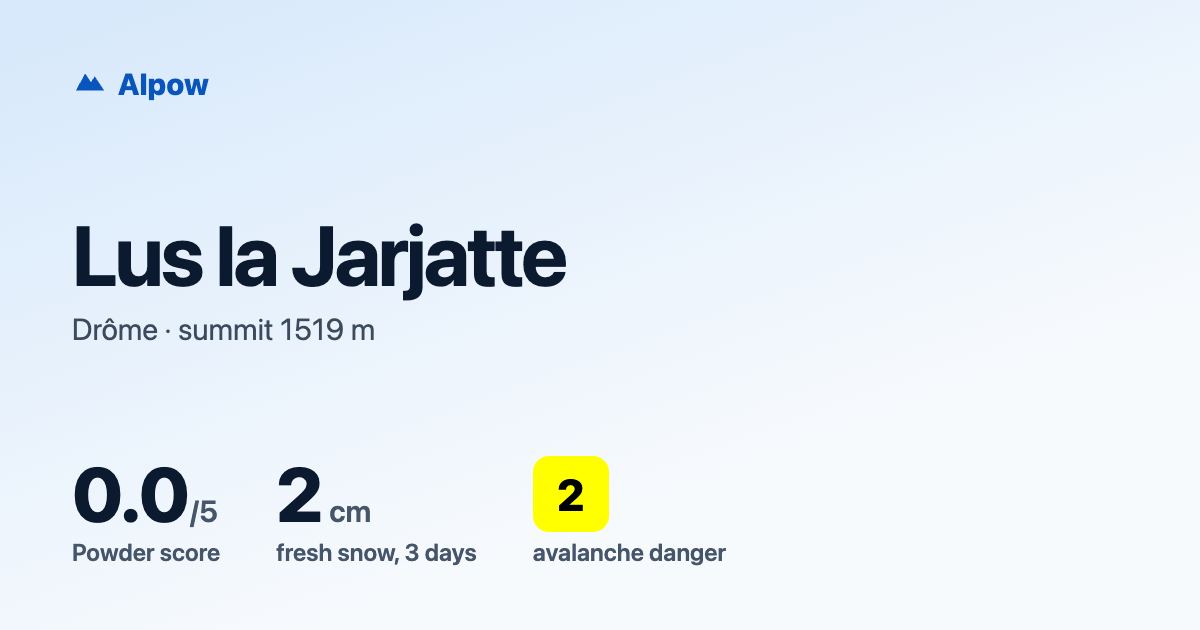 Alpow
Lus la Jarjatte
Drôme · summit 1519 m
0.0/5
Powder score
2 cm
fresh snow, 3 days
2
avalanche danger